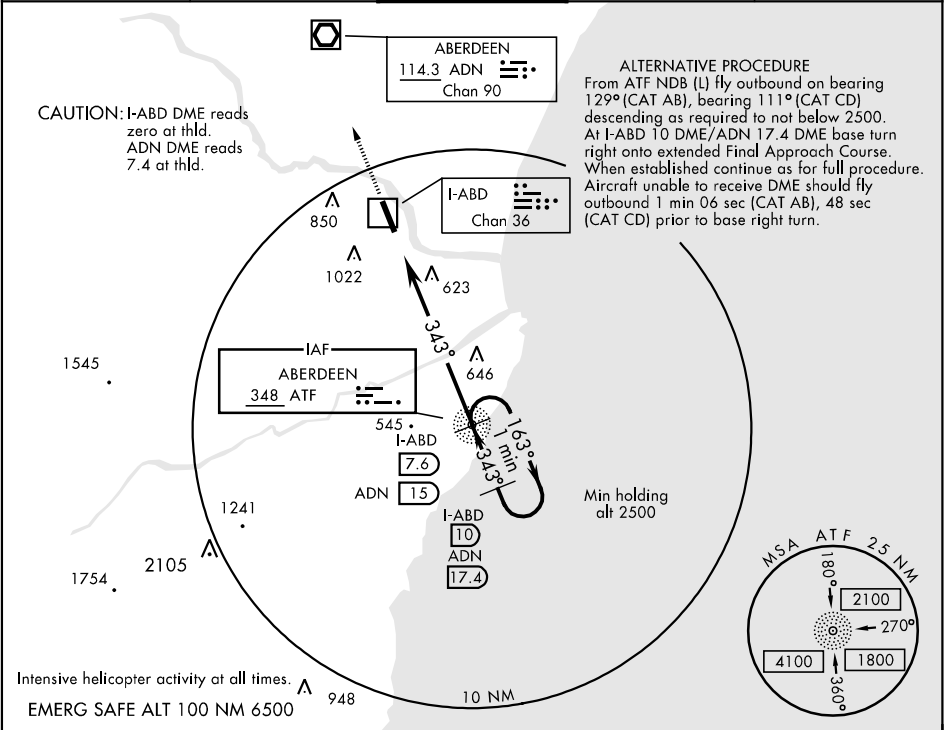 ABERDEEN
114.3 ADN
Chan 90
CAUTION: I-ABD DME reads
zero at thld.
ADN DME reads
7.4 at thld.
ALTERNATIVE PROCEDURE
From ATF NDB (L) fly outbound on bearing
129° (CAT AB), bearing 111° (CAT CD)
descending as required to not below 2500.
At I-ABD 10 DME/ADN 17.4 DME base turn
right onto extended Final Approach Course.
When established continue as for full procedure.
Aircraft unable to receive DME should fly
outbound 1 min 06 sec (CAT AB), 48 sec
(CAT CD) prior to base right turn.
I-ABD
Chan 36
850
1022
623
343°
IAF
ABERDEEN
348 ATF
1545
646
545
I-ABD
7.6
ADN 15
163°
1 min
343°
I-ABD
10
ADN
17.4
Min holding
alt 2500
1241
2105
1754
MSA ATF 25 NM
180°
2100
270°
4100
1800
360°
Intensive helicopter activity at all times.
948
10 NM
EMERG SAFE ALT 100 NM 6500